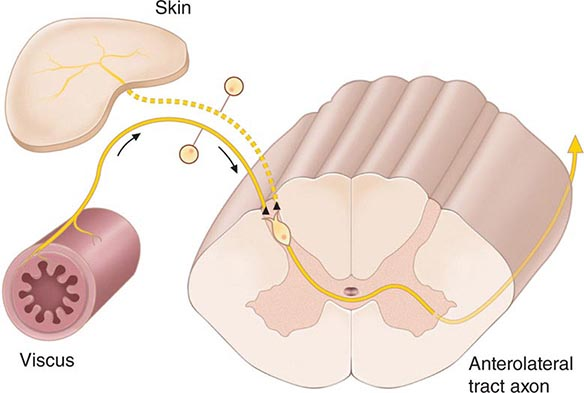 Skin
Viscus
Anterolateral
tract axon